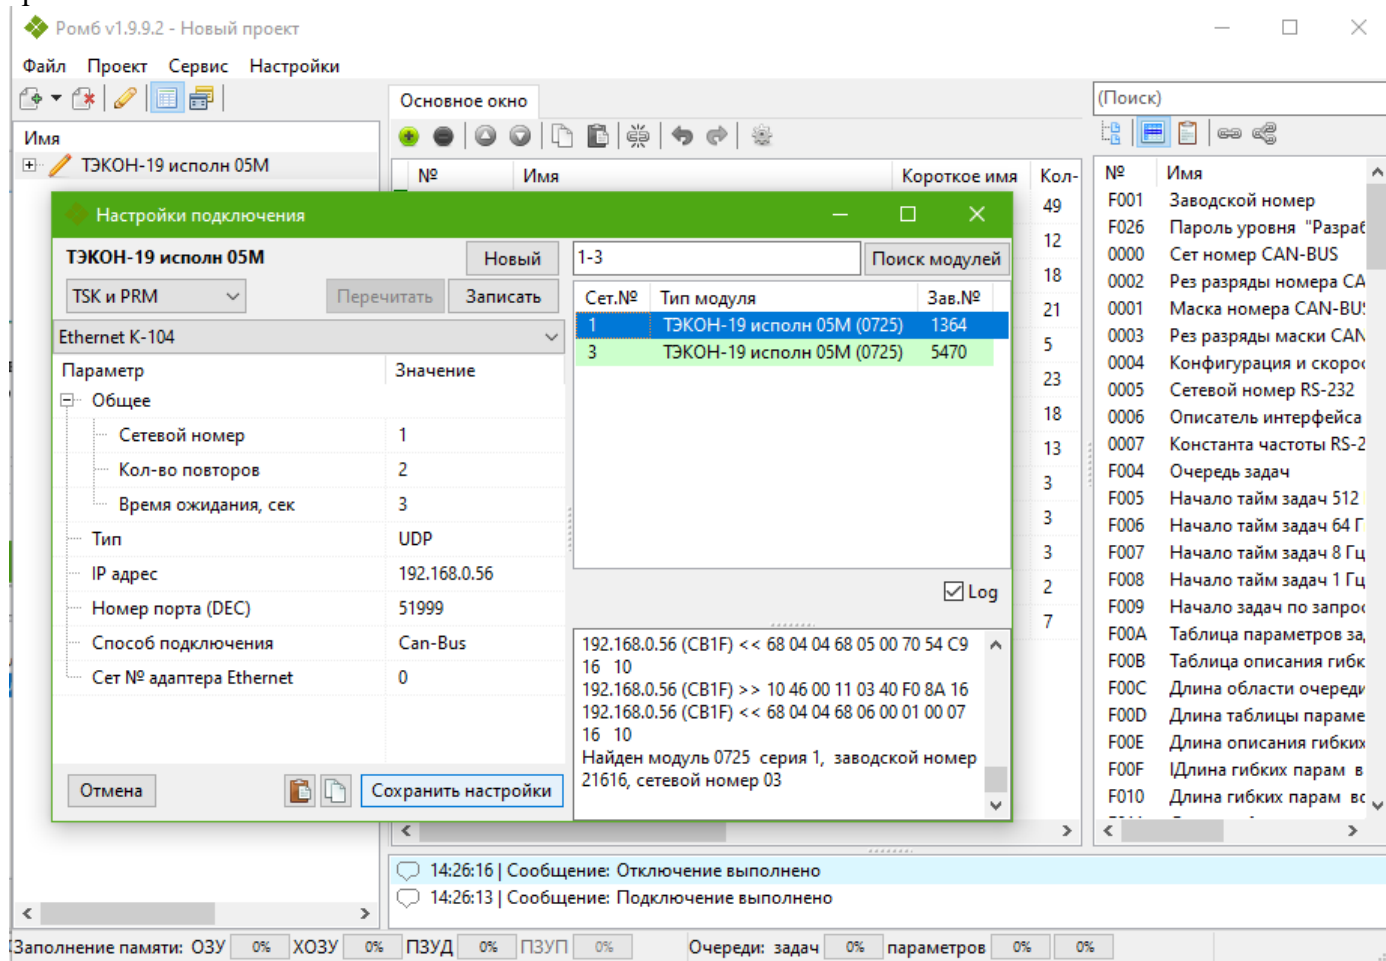 Ромб v1.9.9.2 - Новый проект
Файл Проект Сервис Настройки
Основное окно
(Поиск)
Имя
ТЭКОН-19 исполн 05М
№ Имя Короткое имя Кол-
49
12
18
21
5
23
18
13
3
3
3
2
7
Настройки подключения
ТЭКОН-19 исполн 05М
Новый
TSK и PRM
Перечитать
Записать
Ethernet K-104
Параметр Значение
Общее
Сетевой номер 1
Кол-во повторов 2
Время ожидания, сек 3
Тип UDP
IP адрес 192.168.0.56
Номер порта (DEC) 51999
Способ подключения Can-Bus
Сет № адаптера Ethernet 0
Отмена
Сохранить настройки
1-3
Поиск модулей
Сет.№ Тип модуля Зав.№
1 ТЭКОН-19 исполн 05М (0725) 1364
3 ТЭКОН-19 исполн 05М (0725) 5470
Log
192.168.0.56 (CB1F) << 68 04 04 68 05 00 70 54 C9
16 10
192.168.0.56 (CB1F) >> 10 46 00 11 03 40 F0 8A 16
192.168.0.56 (CB1F) << 68 04 04 68 06 00 01 00 07
16 10
Найден модуль 0725 серия 1, заводской номер
21616, сетевой номер 03
№ Имя
F001 Заводской номер
F026 Пароль уровня "Разраб
0000 Сет номер CAN-BUS
0002 Рез разряды номера CA
0001 Маска номера CAN-BU
0003 Рез разряды маски CAN
0004 Конфигурация и скорос
0005 Сетевой номер RS-232
0006 Описатель интерфейса
0007 Константа частоты RS-2
F004 Очередь задач
F005 Начало тайм задач 512
F006 Начало тайм задач 64 Г
F007 Начало тайм задач 8 Гц
F008 Начало тайм задач 1 Гц
F009 Начало задач по запрос
F00A Таблица параметров за
F00B Таблица описания гибк
F00C Длина области очереди
F00D Длина таблицы параме
F00E Длина описания гибких
F00F IДлина гибких парам в
F010 Длина гибких парам вс
14:26:16 | Сообщение: Отключение выполнено
14:26:13 | Сообщение: Подключение выполнено
Заполнение памяти: ОЗУ 0% ХОЗУ 0% ПЗУД 0% ПЗУП 0% Очереди: задач 0% параметров 0% 0%